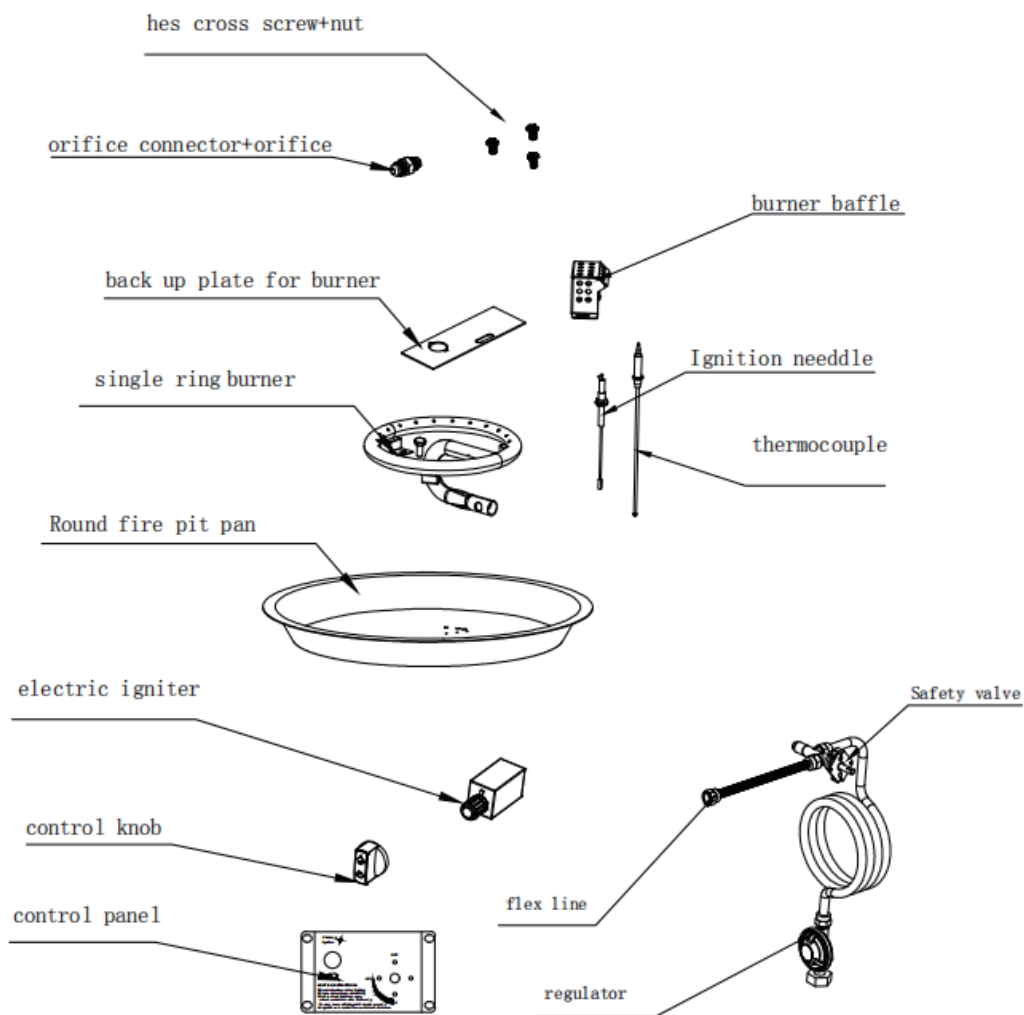 hes cross screw+nut
orifice connector+orifice
burner baffle
back up plate for burner
Ignition needdle
single ring burner
thermocouple
Round fire pit pan
electric igniter
Safety valve
control knob
flex line
control panel
regulator